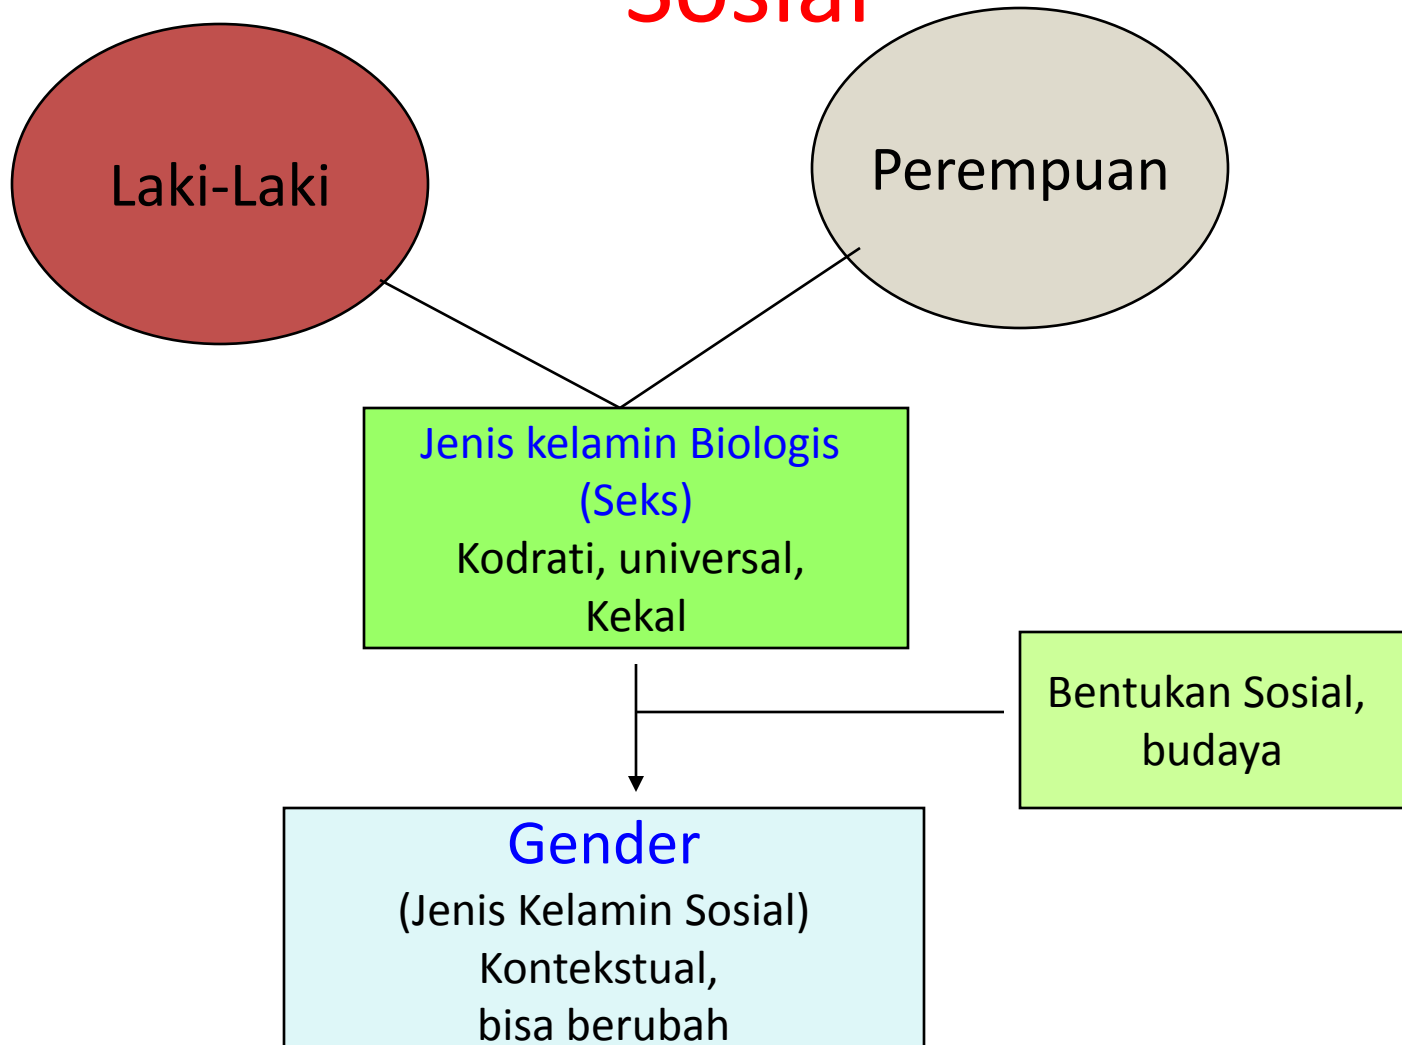 Sosial
Laki-Laki
Perempuan
Jenis kelamin Biologis
(Seks)
Kodrati, universal,
Kekal
Bentukan Sosial,
budaya
Gender
(Jenis Kelamin Sosial)
Kontekstual,
bisa berubah